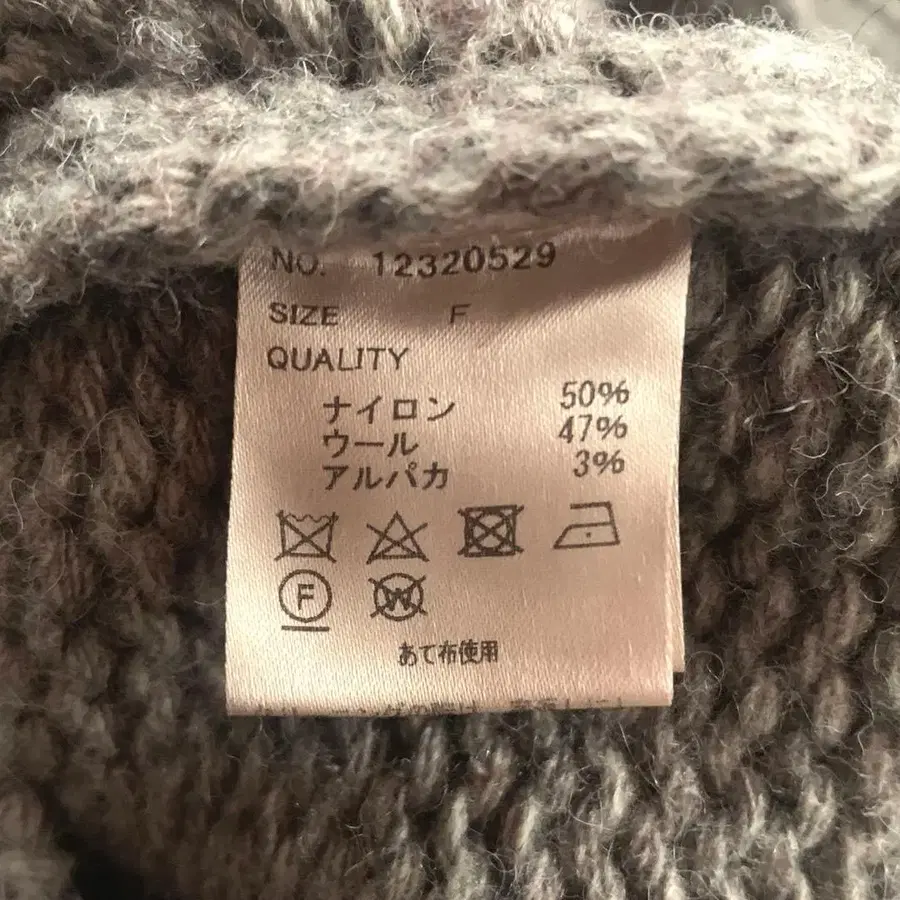 NO. 12320529
SIZE F
QUALITY
ナイロン 50%
ウール 47%
アルパカ 3%
F
W
あて布使用